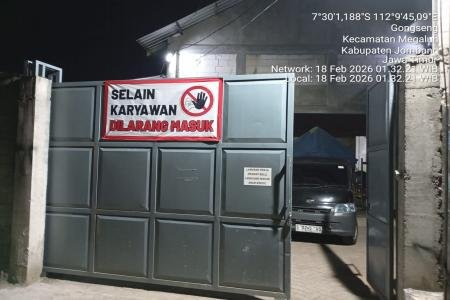 7°30'1,188"S 112°9'45,09"E
Gongseng
Kecamatan Megaluh
Kabupaten Jombang
Jawa Timur
Network: 18 Feb 2026 01.32.21 WIB
Local: 18 Feb 2026 01.32.21 WIB
SELAIN
KARYAWAN
DILARANG MASUK